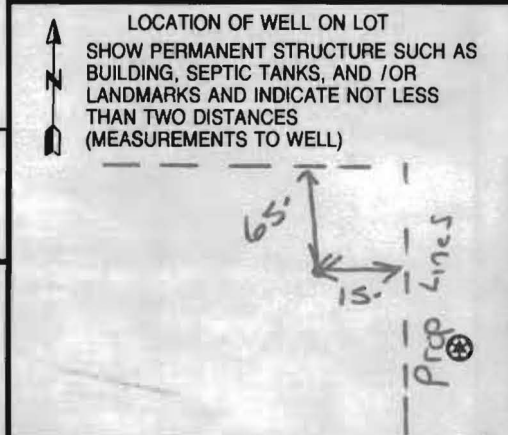 LOCATION OF WELL ON LOT
SHOW PERMANENT STRUCTURE SUCH AS
BUILDING, SEPTIC TANKS, AND /OR
LANDMARKS AND INDICATE NOT LESS
THAN TWO DISTANCES
(MEASUREMENTS TO WELL)
N
65'
15'
Prop Lines